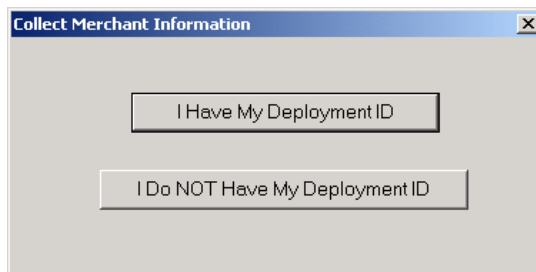 Collect Merchant Information
I Have My Deployment ID
I Do NOT Have My Deployment ID